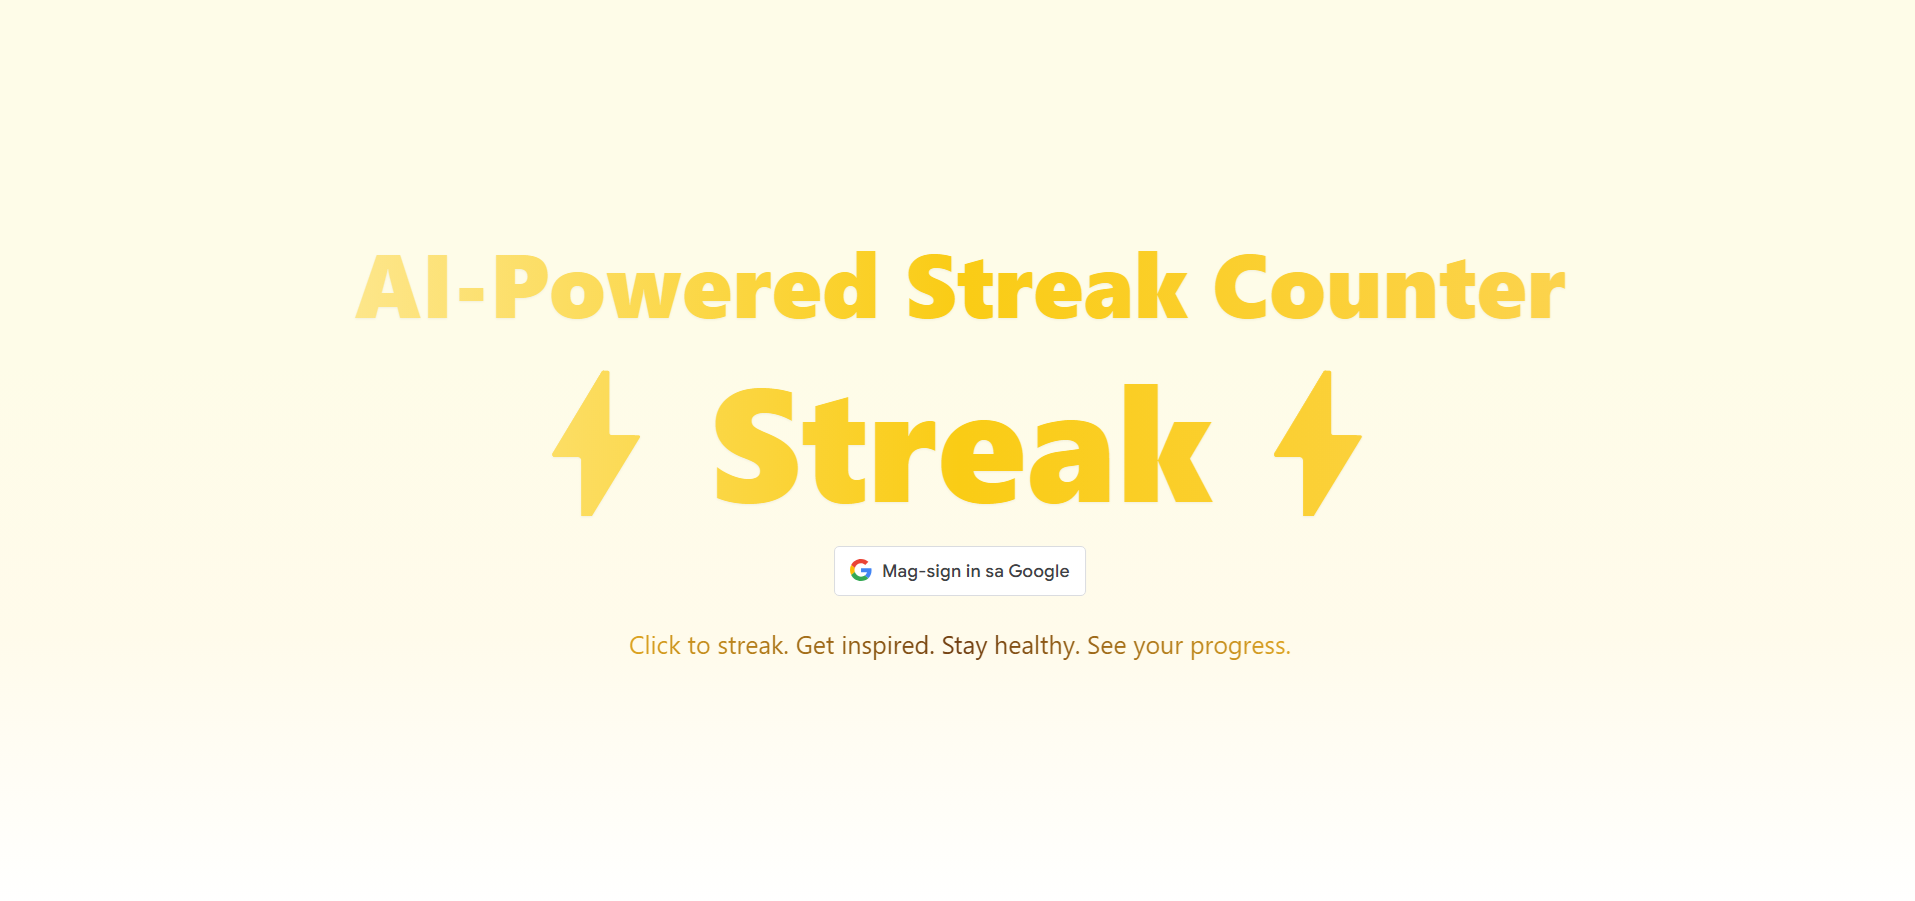 AI-Powered Streak Counter
Streak
Mag-sign in sa Google
Click to streak. Get inspired. Stay healthy. See your progress.